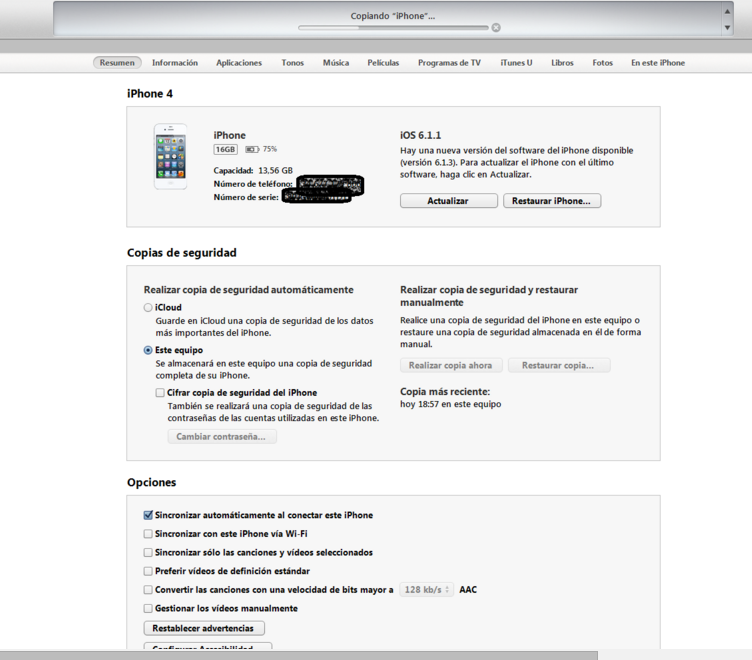 Copiando "iPhone"...
Resumen Información Aplicaciones Tonos Música Películas Programas de TV iTunes U Libros Fotos En este iPhone
iPhone 4
iPhone
16GB 75%
Capacidad: 13,56 GB
Número de teléfono:
Número de serie:
iOS 6.1.1
Hay una nueva versión del software del iPhone disponible
(versión 6.1.3). Para actualizar el iPhone con el último
software, haga clic en Actualizar.
Actualizar Restaurar iPhone...
Copias de seguridad
Realizar copia de seguridad automáticamente
iCloud
Guarde en iCloud una copia de seguridad de los datos
más importantes del iPhone.
Este equipo
Se almacenará en este equipo una copia de seguridad
completa de su iPhone.
Cifrar copia de seguridad del iPhone
También se realizará una copia de seguridad de las
contraseñas de las cuentas utilizadas en este iPhone.
Cambiar contraseña...
Realizar copia de seguridad y restaurar
manualmente
Realice una copia de seguridad del iPhone en este equipo o
restaure una copia de seguridad almacenada en él de forma
manual.
Realizar copia ahora Restaurar copia...
Copia más reciente:
hoy 18:57 en este equipo
Opciones
Sincronizar automáticamente al conectar este iPhone
Sincronizar con este iPhone vía Wi-Fi
Sincronizar sólo las canciones y vídeos seleccionados
Preferir vídeos de definición estándar
Convertir las canciones con una velocidad de bits mayor a 128 kb/s AAC
Gestionar los vídeos manualmente
Restablecer advertencias
Configurar Accesibilidad...